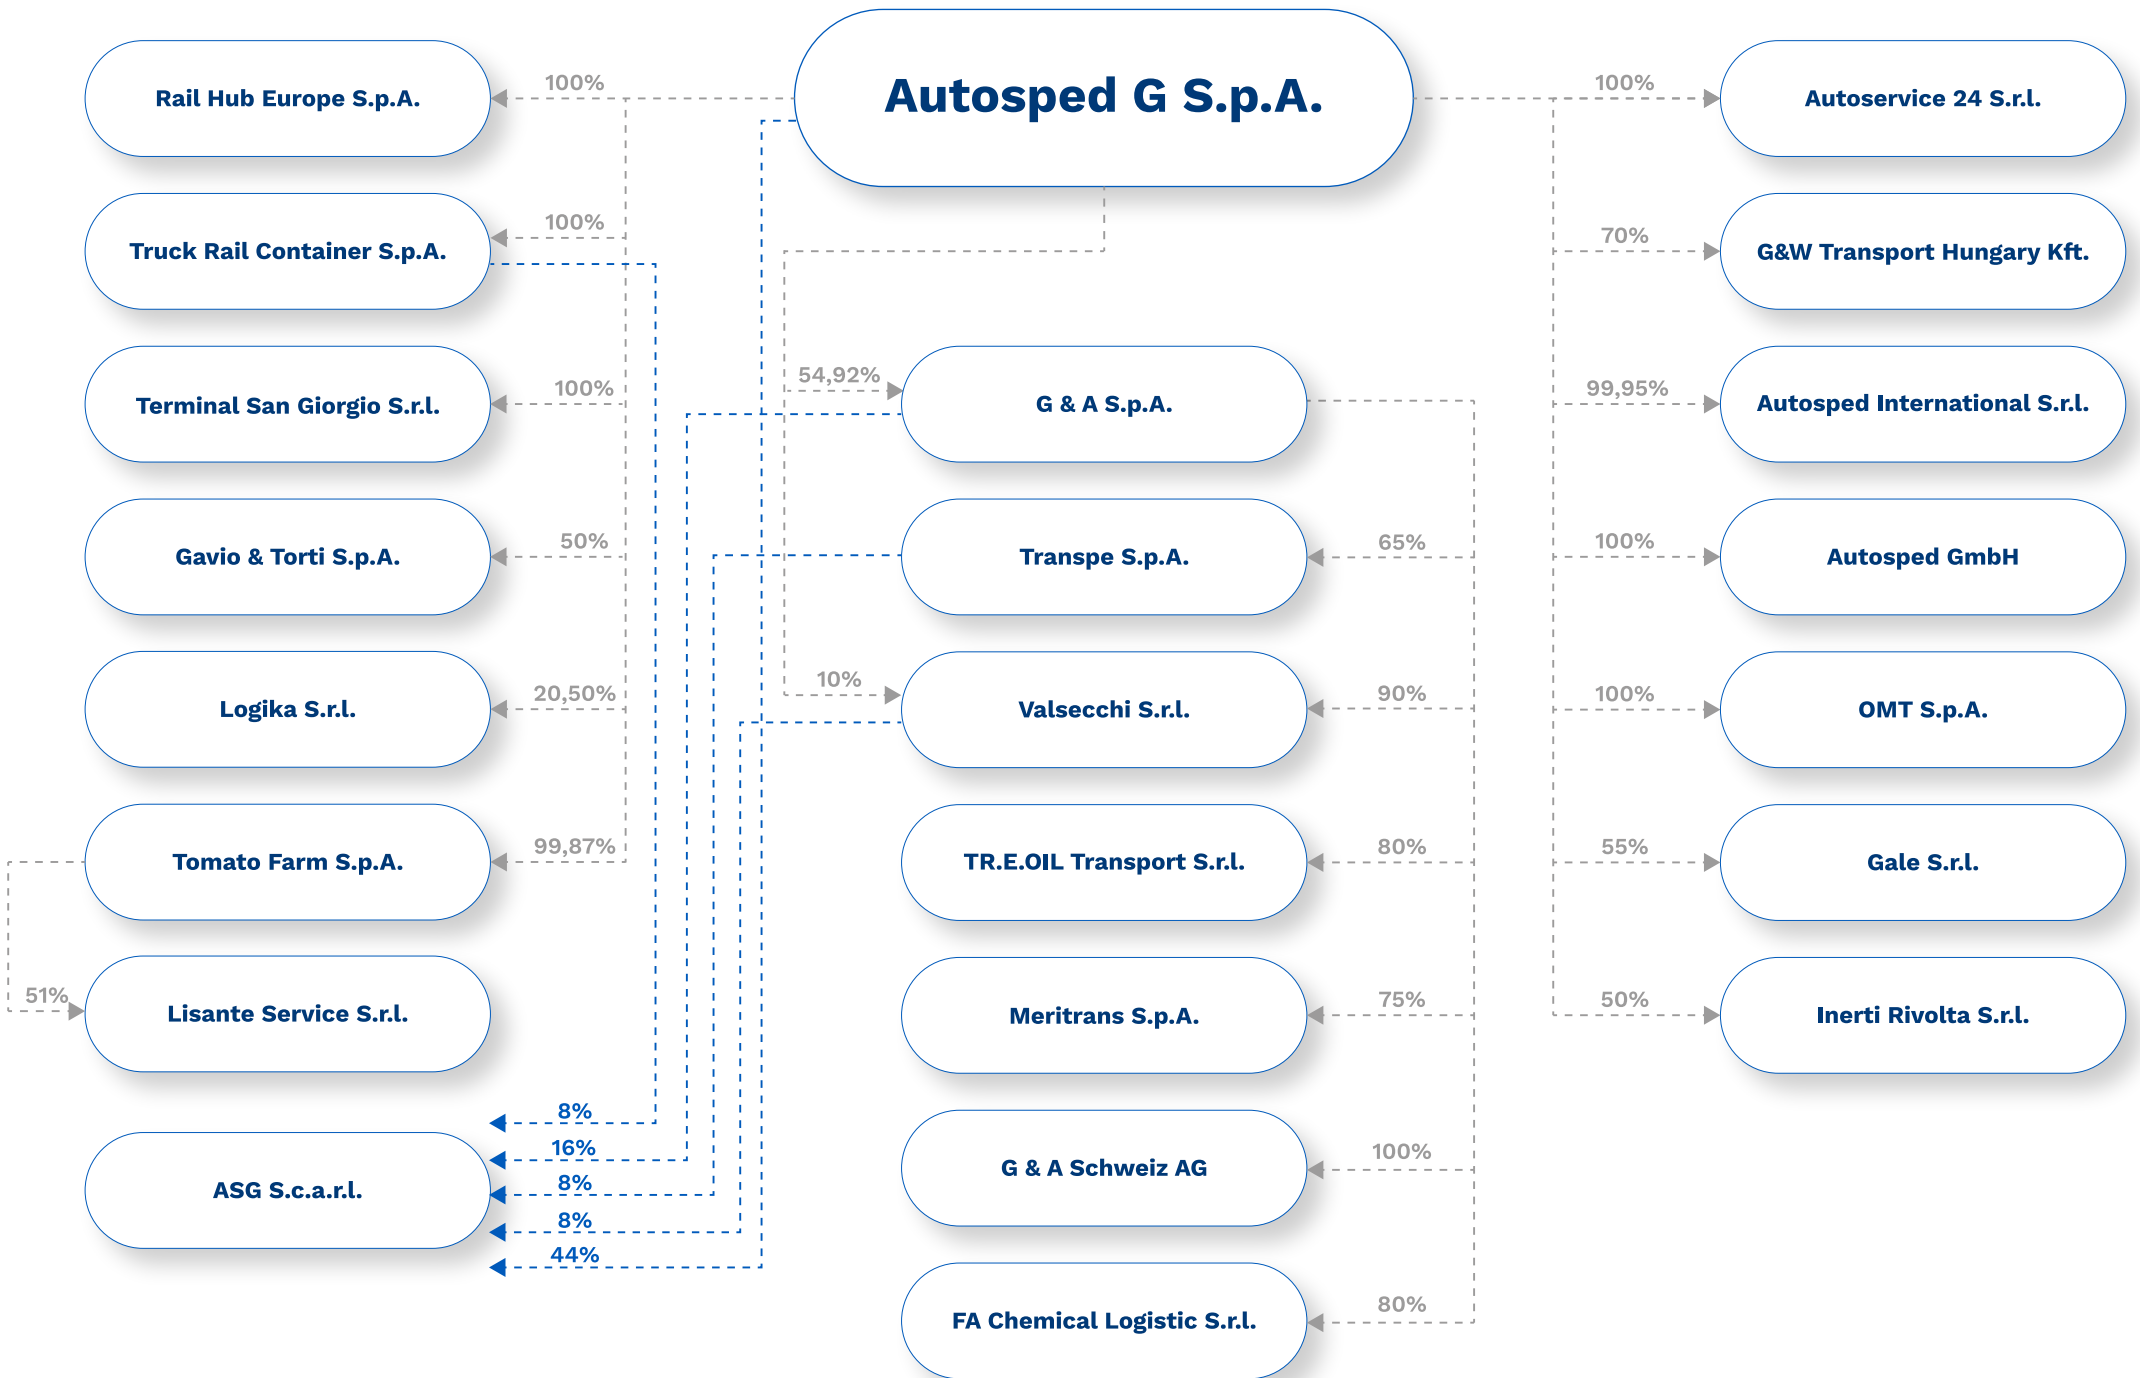 Autosped G S.p.A.
Rail Hub Europe S.p.A.
100%
100%
Autoservice 24 S.r.l.
Truck Rail Container S.p.A.
100%
70%
G&W Transport Hungary Kft.
Terminal San Giorgio S.r.l.
100%
54,92%
G & A S.p.A.
99,95%
Autosped International S.r.l.
Gavio & Torti S.p.A.
50%
Transpe S.p.A.
65%
100%
Autosped GmbH
Logika S.r.l.
20,50%
10%
Valsecchi S.r.l.
90%
100%
OMT S.p.A.
Tomato Farm S.p.A.
99,87%
TR.E.OIL Transport S.r.l.
80%
55%
Gale S.r.l.
51%
Lisante Service S.r.l.
Meritrans S.p.A.
75%
50%
Inerti Rivolta S.r.l.
8%
16%
8%
8%
44%
ASG S.c.a.r.l.
G & A Schweiz AG
100%
FA Chemical Logistic S.r.l.
80%